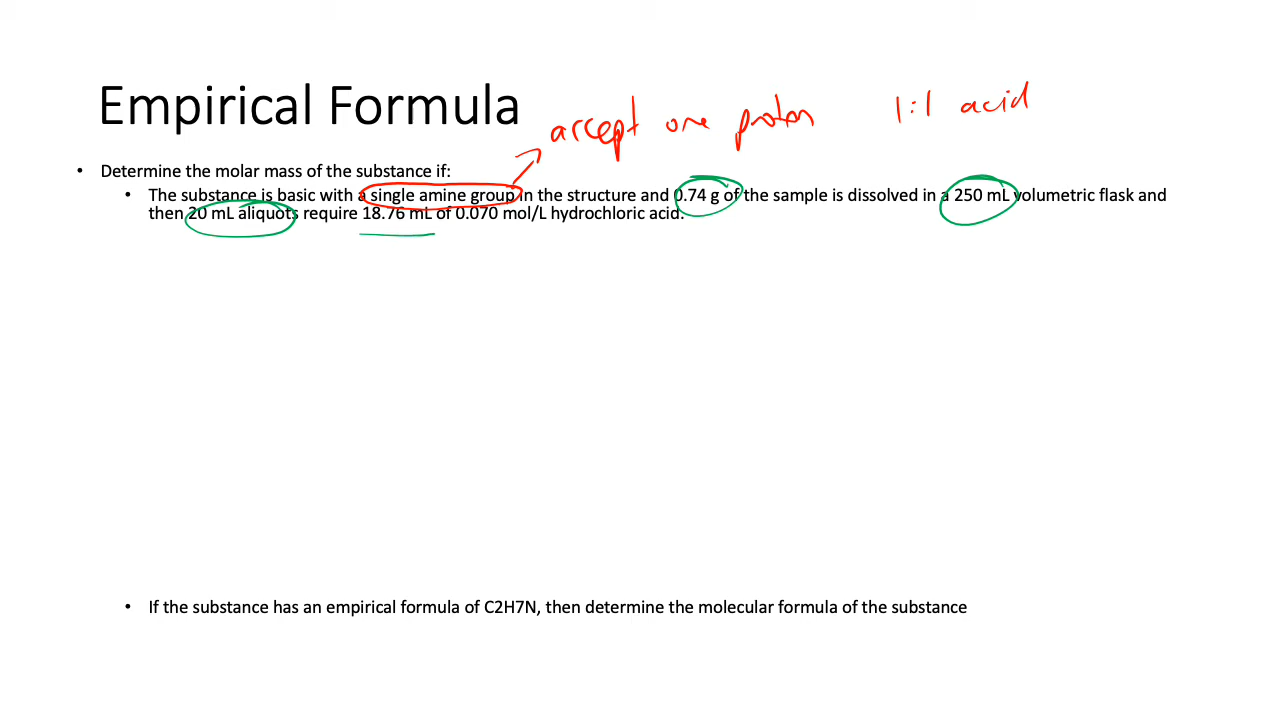 Empirical Formula
accept one proton 1:1 acid
• Determine the molar mass of the substance if:
• The substance is basic with a single amine group in the structure and 0.74 g of the sample is dissolved in a 250 mL volumetric flask and
then 20 mL aliquots require 18.76 mL of 0.070 mol/L hydrochloric acid.
• If the substance has an empirical formula of C2H7N, then determine the molecular formula of the substance